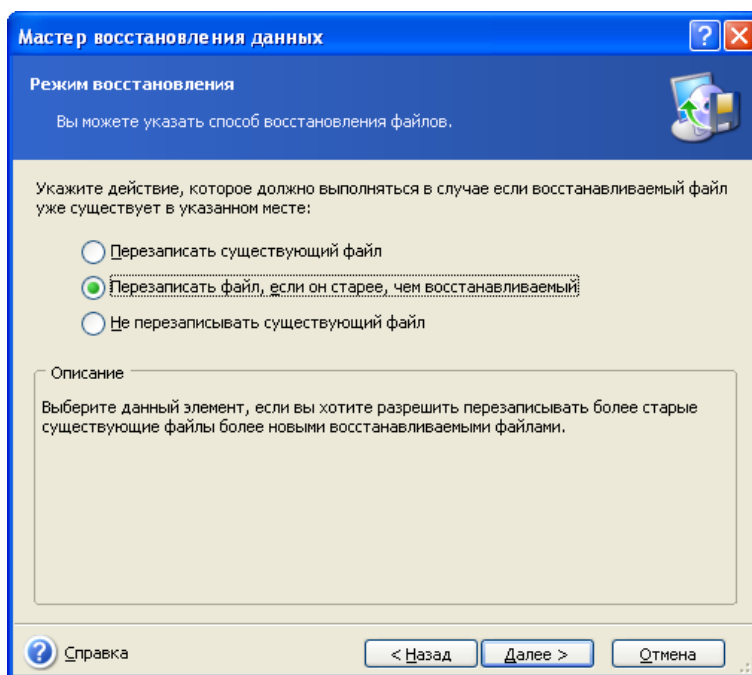 Мастер восстановления данных
Режим восстановления
Вы можете указать способ восстановления файлов.
Укажите действие, которое должно выполняться в случае если восстанавливаемый файл
уже существует в указанном месте:
Перезаписать существующий файл
Перезаписать файл, если он старее, чем восстанавливаемый
Не перезаписывать существующий файл
Описание
Выберите данный элемент, если вы хотите разрешить перезаписывать более старые
существующие файлы более новыми восстанавливаемыми файлами.
Справка
< Назад
Далее >
Отмена